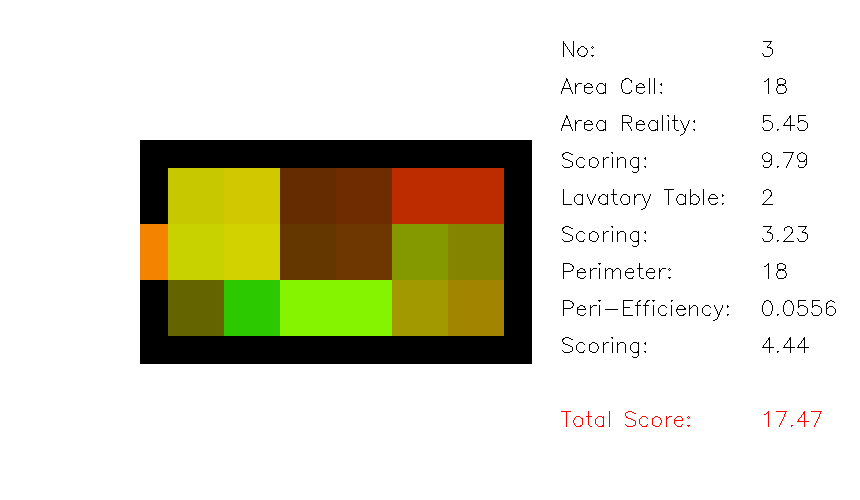 No: 3
Area Cell: 18
Area Reality: 5.45
Scoring: 9.79
Lavatory Table: 2
Scoring: 3.23
Perimeter: 18
Peri-Efficiency: 0.0556
Scoring: 4.44
Total Score: 17.47